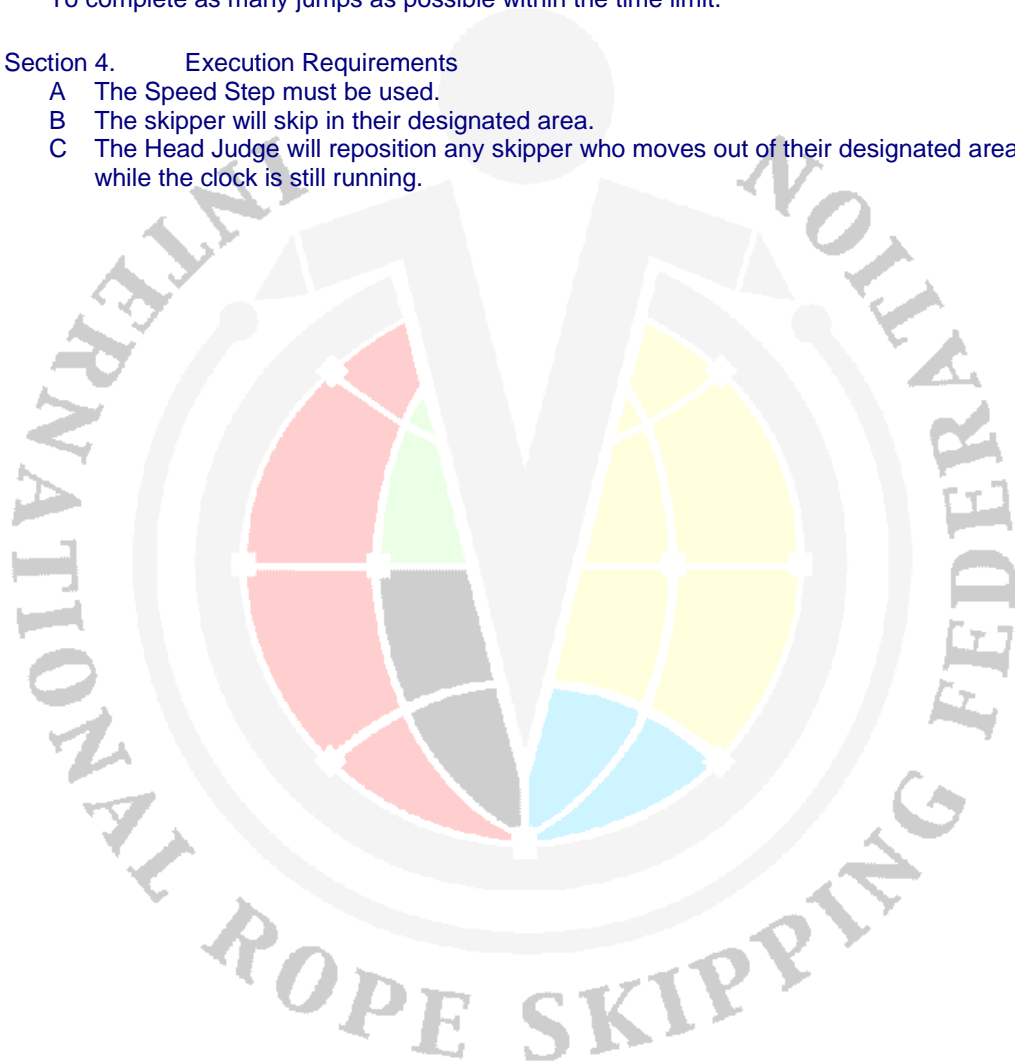 To complete as many jumps as possible within the time limit.
Section 4. Execution Requirements
A The Speed Step must be used.
B The skipper will skip in their designated area.
C The Head Judge will reposition any skipper who moves out of their designated area
while the clock is still running.
INTERNATIONAL ROPE SKIPPING FEDERATION